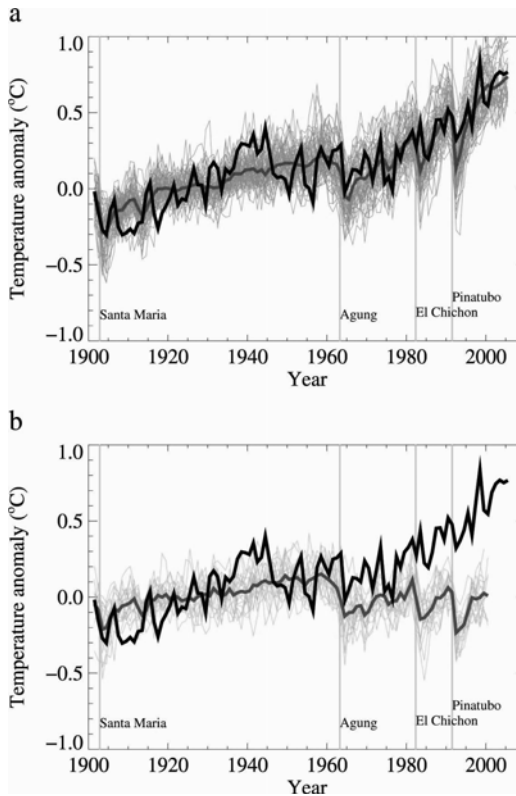 a
Temperature anomaly (°C)
1.0
0.5
0.0
−0.5
−1.0
Santa Maria
Agung
El Chichon
Pinatubo
1900 1920 1940 1960 1980 2000
Year
b
Temperature anomaly (°C)
1.0
0.5
0.0
−0.5
−1.0
Santa Maria
Agung
El Chichon
Pinatubo
1900 1920 1940 1960 1980 2000
Year